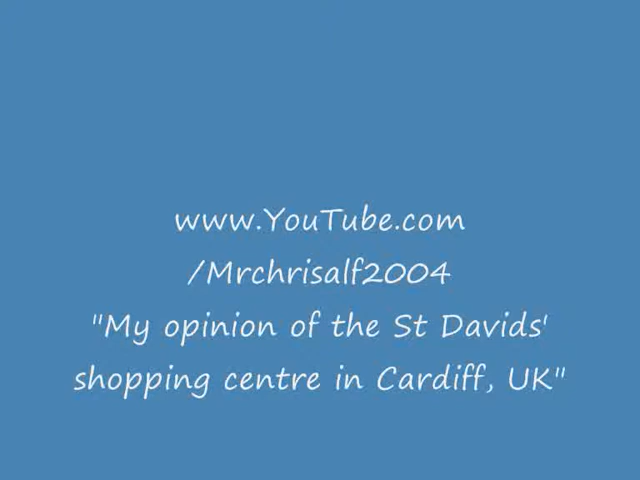 www.YouTube.com
/Mrchrisalf2004
"My opinion of the St Davids'
shopping centre in Cardiff, UK"